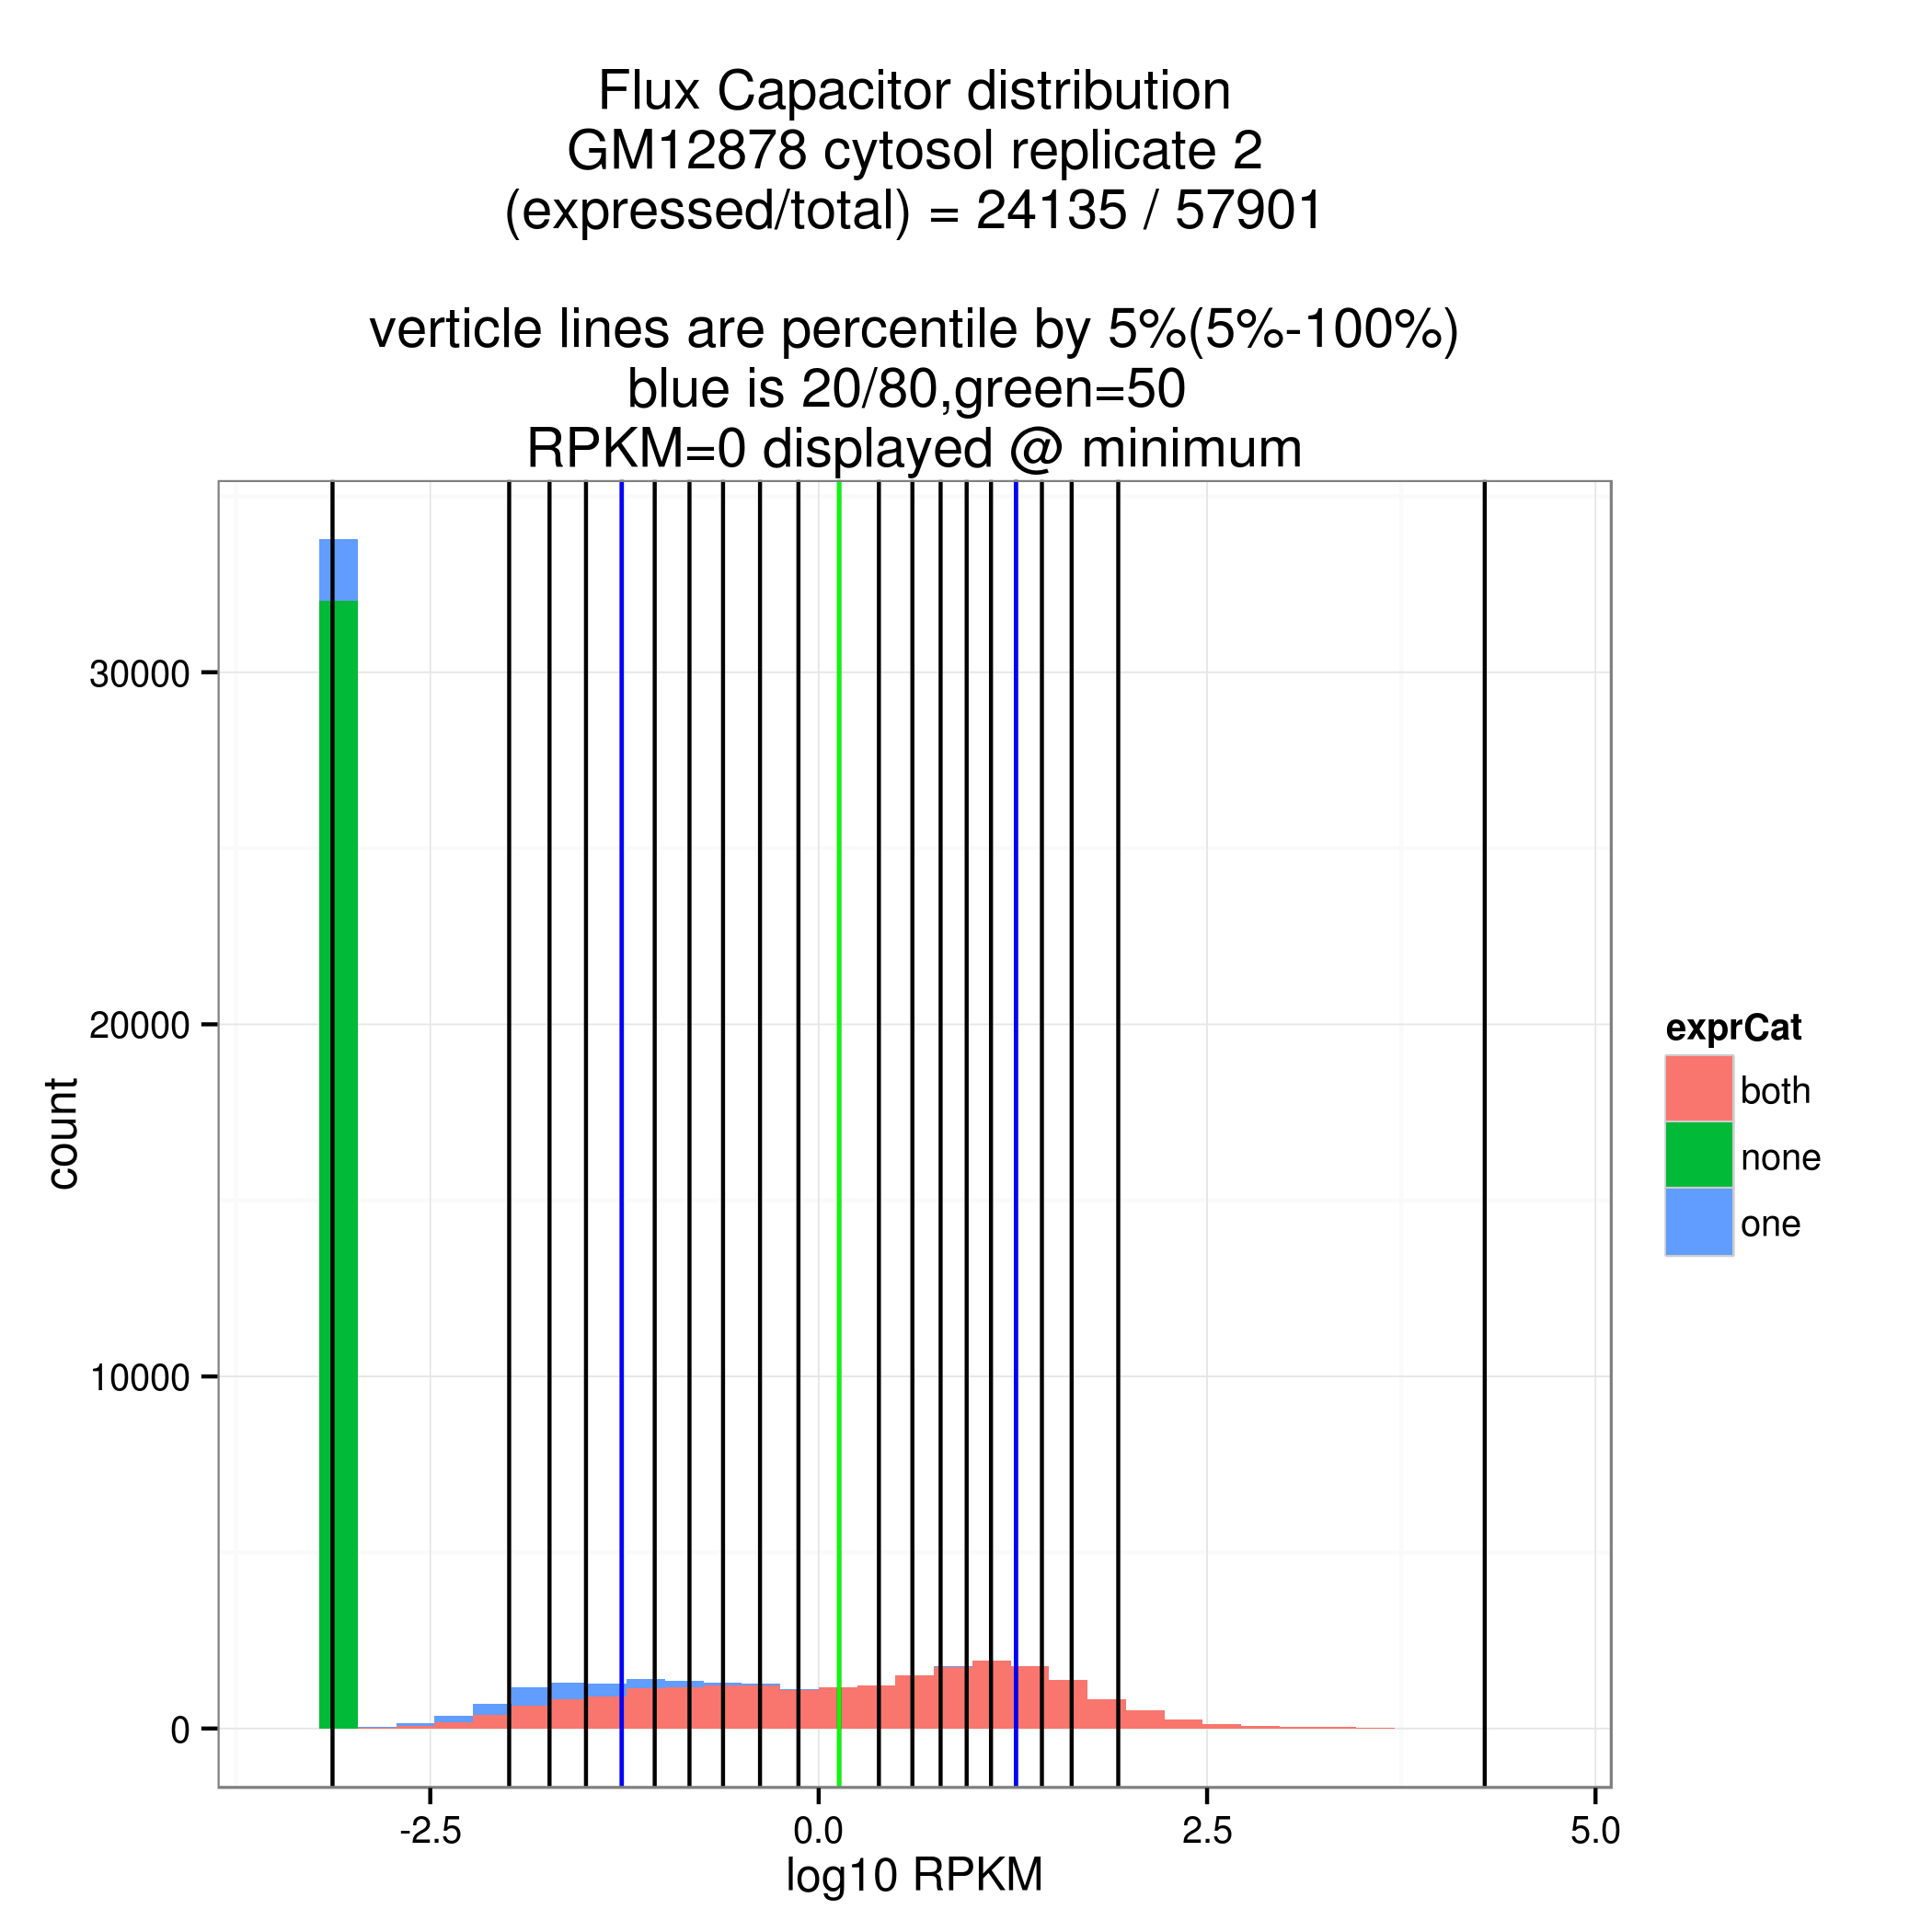 Flux Capacitor distribution
GM12878 cytosol replicate 2
(expressed/total) = 24135 / 57901
verticle lines are percentile by 5%(5%-100%)
blue is 20/80,green=50
RPKM=0 displayed @ minimum
30000
20000
10000
0
count
-2.5
0.0
2.5
5.0
log10 RPKM
exprCat
both
none
one